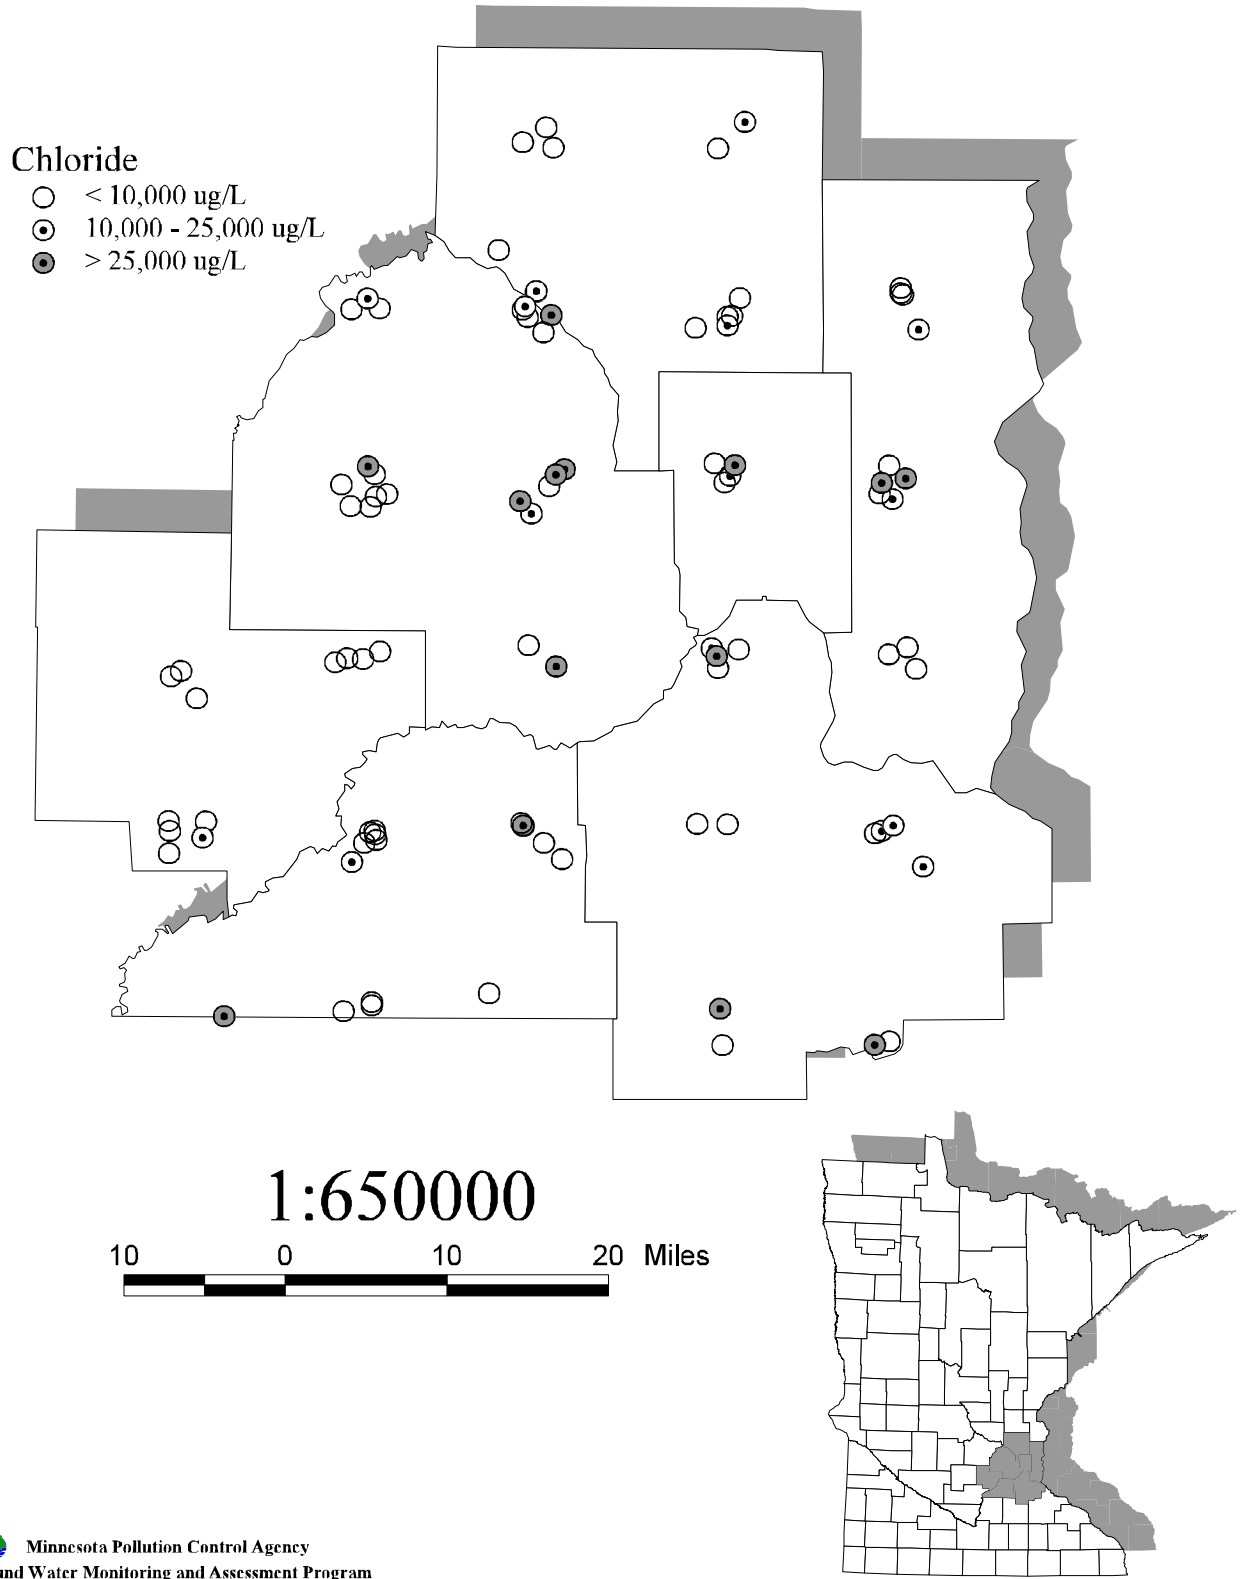 Chloride
< 10,000 ug/L
10,000 - 25,000 ug/L
> 25,000 ug/L
1:650000
10 0 10 20 Miles
Minnesota Pollution Control Agency
Water Monitoring and Assessment Program